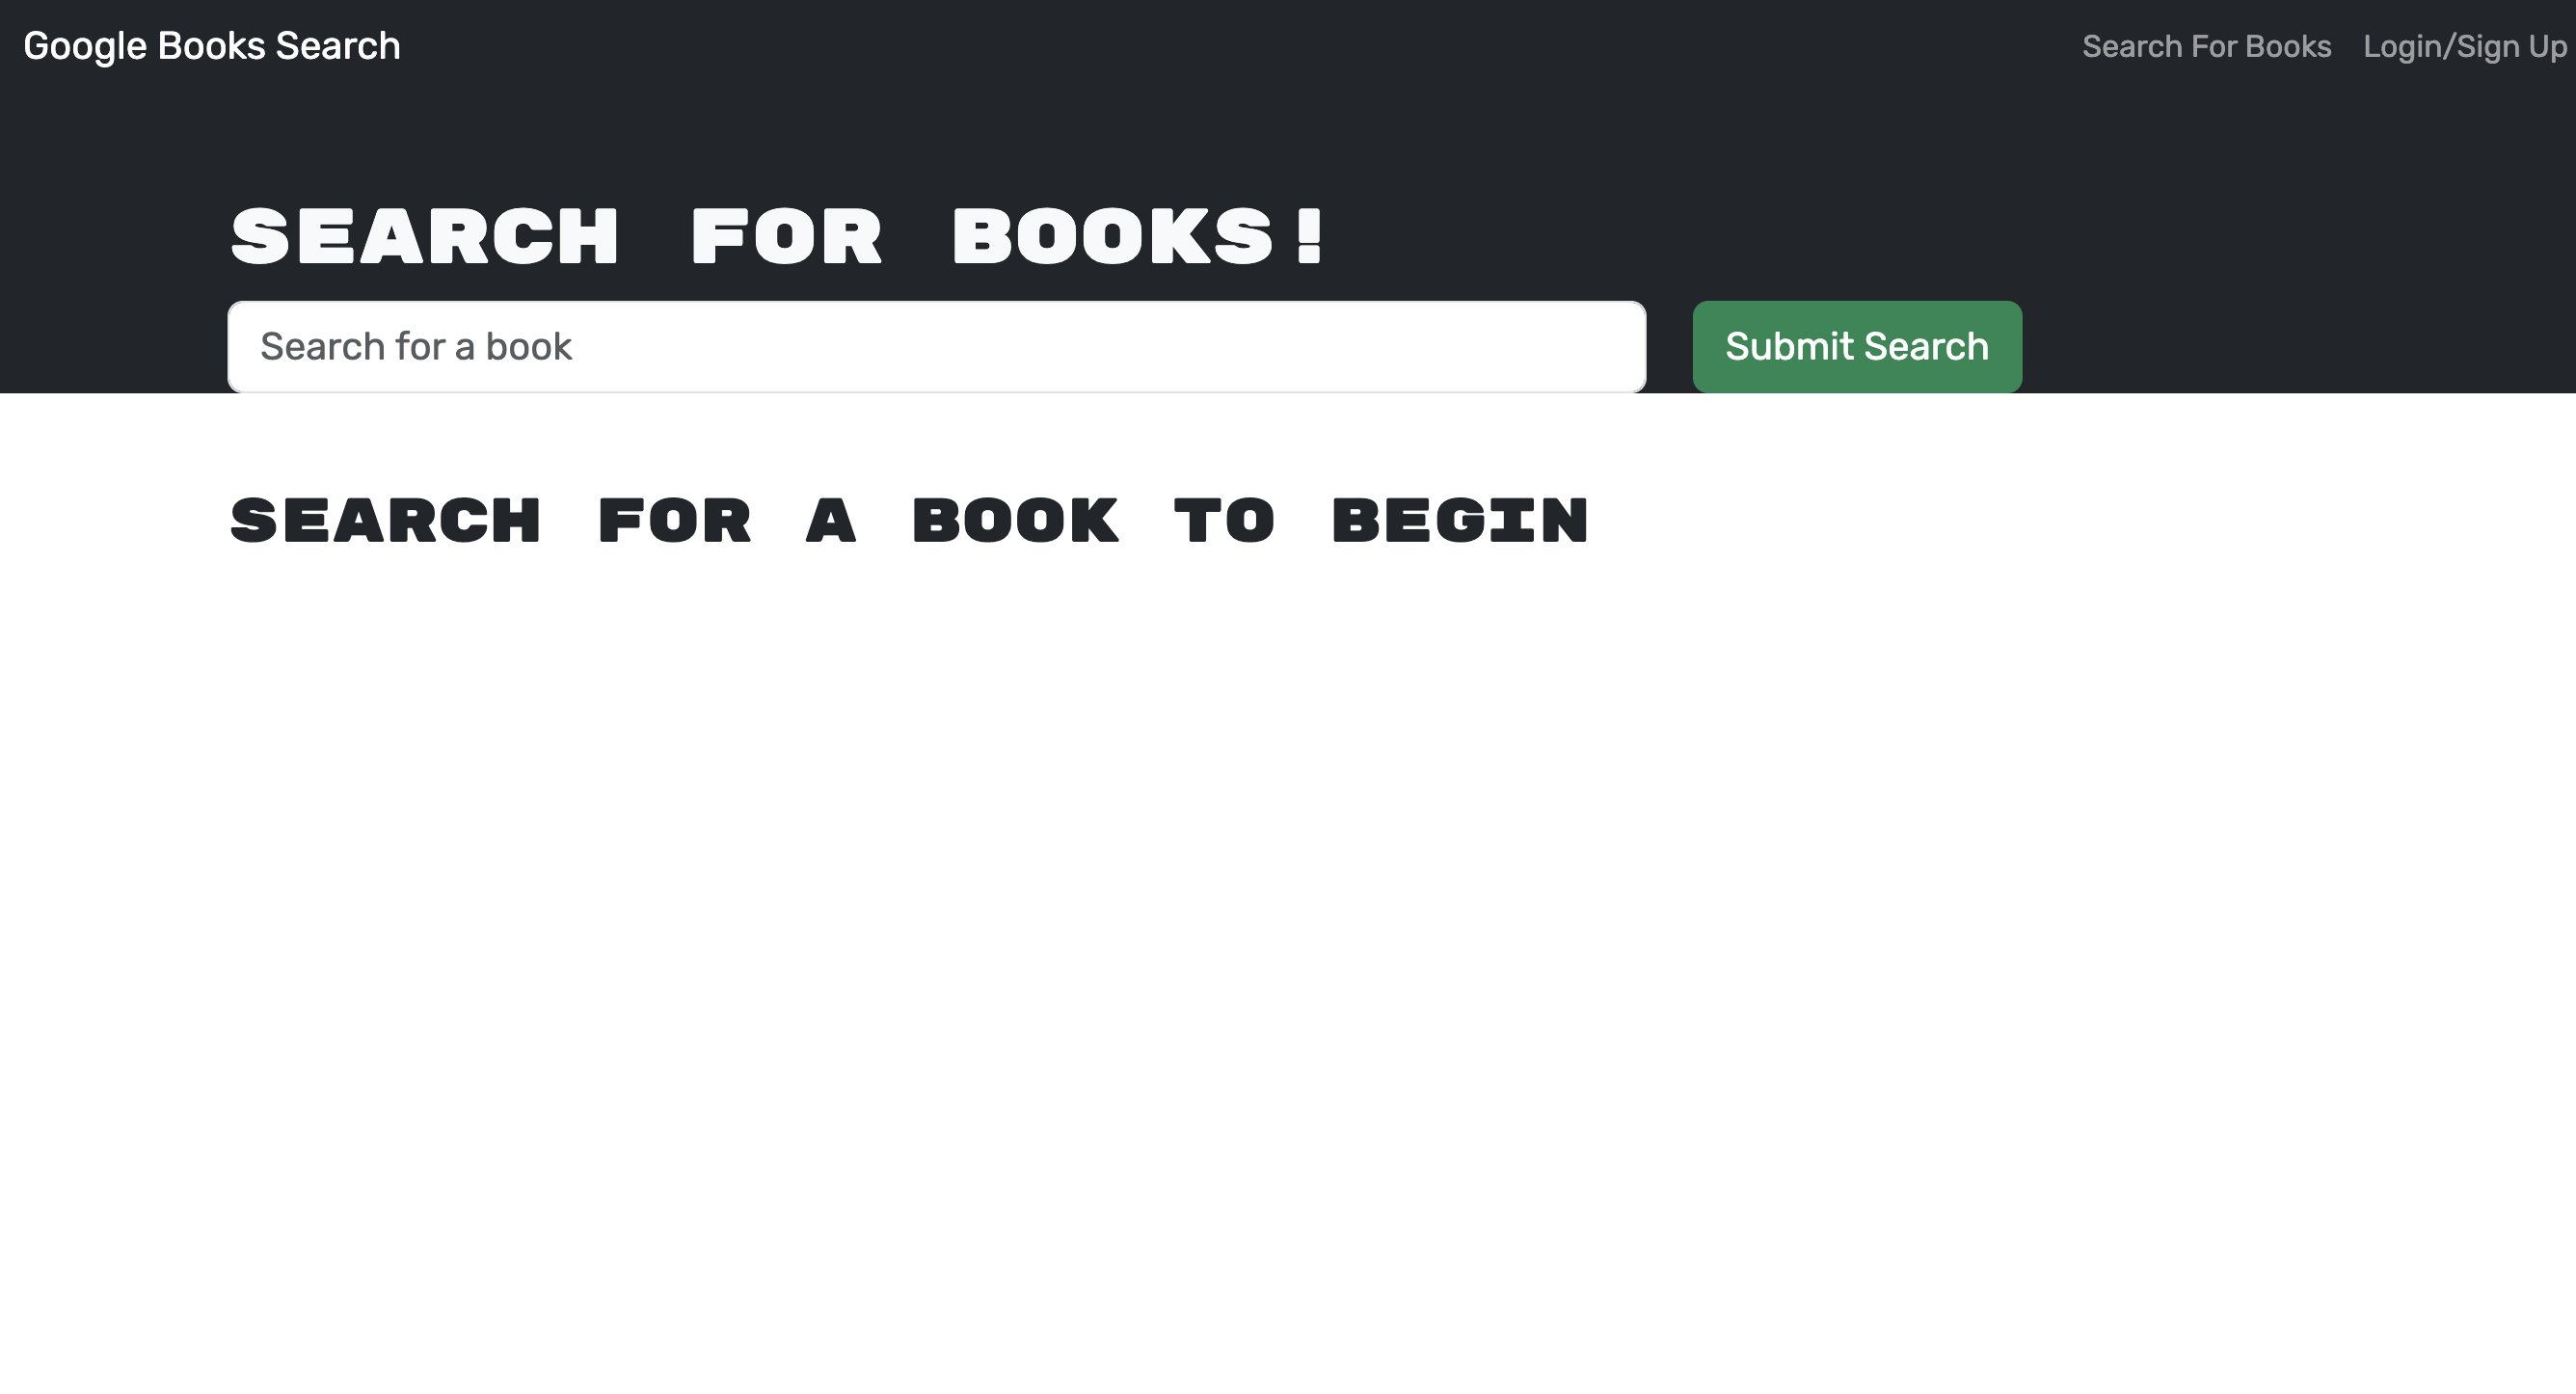 Google Books Search
Search For Books
Login/Sign Up
SEARCH FOR BOOKS!
Search for a book
Submit Search
SEARCH FOR A BOOK TO BEGIN